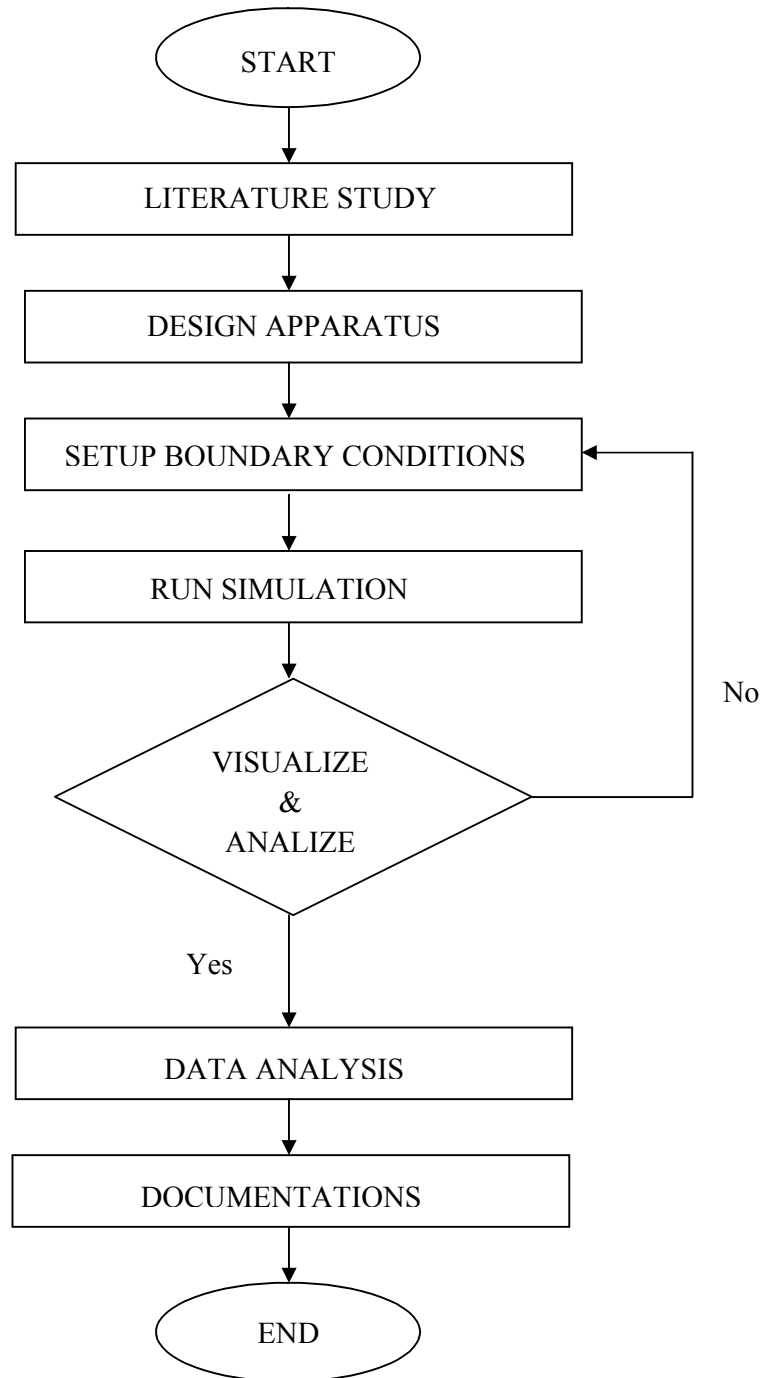 START
LITERATURE STUDY
DESIGN APPARATUS
SETUP BOUNDARY CONDITIONS
RUN SIMULATION
No
VISUALIZE
&
ANALIZE
Yes
DATA ANALYSIS
DOCUMENTATIONS
END